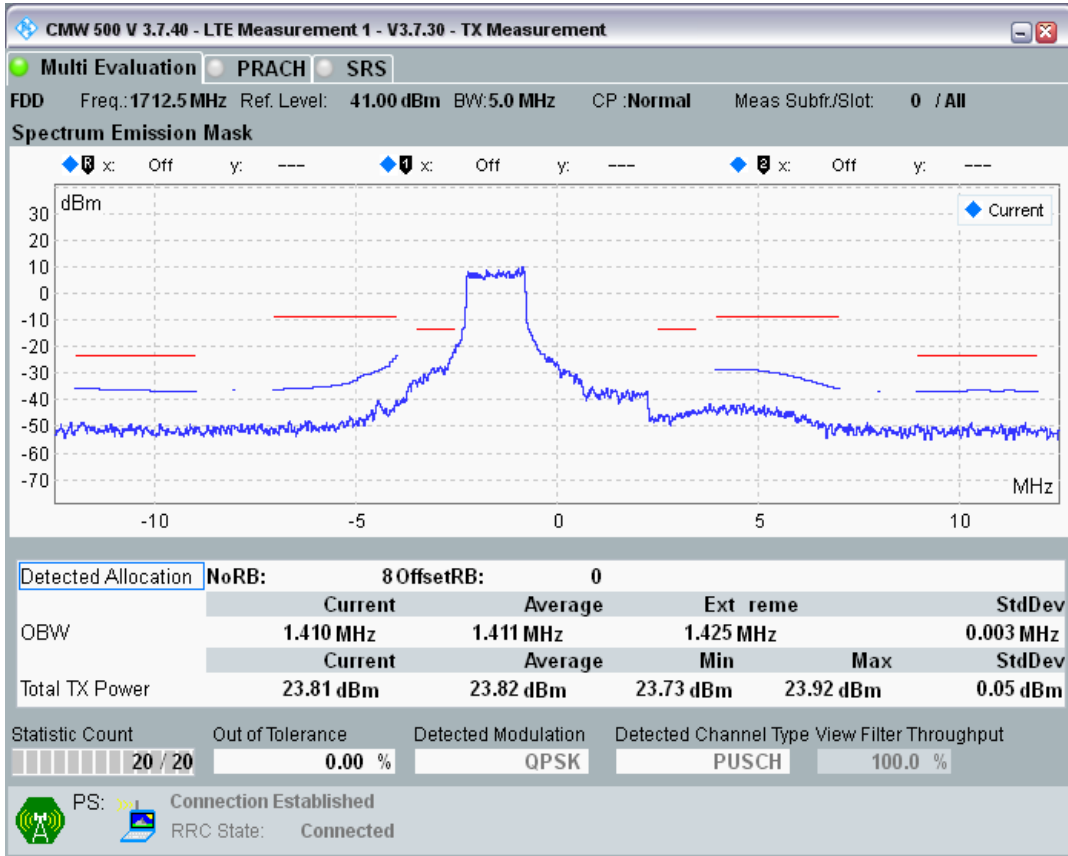 CMW 500 V 3.7.40 - LTE Measurement 1 - V3.7.30 - TX Measurement
Multi Evaluation PRACH SRS
FDD Freq.: 1712.5 MHz Ref. Level: 41.00 dBm BW: 5.0 MHz CP : Normal Meas Subfr./Slot: 0 / All
Spectrum Emission Mask
R x: Off y: --- 1 x: Off y: --- 2 x: Off y: ---
dBm
Current
30
20
10
0
-10
-20
-30
-40
-50
-60
-70
MHz
-10 -5 0 5 10
Detected Allocation NoRB: 8 OffsetRB: 0
Current Average Ext reme StdDev
OBW 1.410 MHz 1.411 MHz 1.425 MHz 0.003 MHz
Current Average Min Max StdDev
Total TX Power 23.81 dBm 23.82 dBm 23.73 dBm 23.92 dBm 0.05 dBm
Statistic Count Out of Tolerance Detected Modulation Detected Channel Type View Filter Throughput
20 / 20 0.00 % QPSK PUSCH 100.0 %
PS: Connection Established
RRC State: Connected